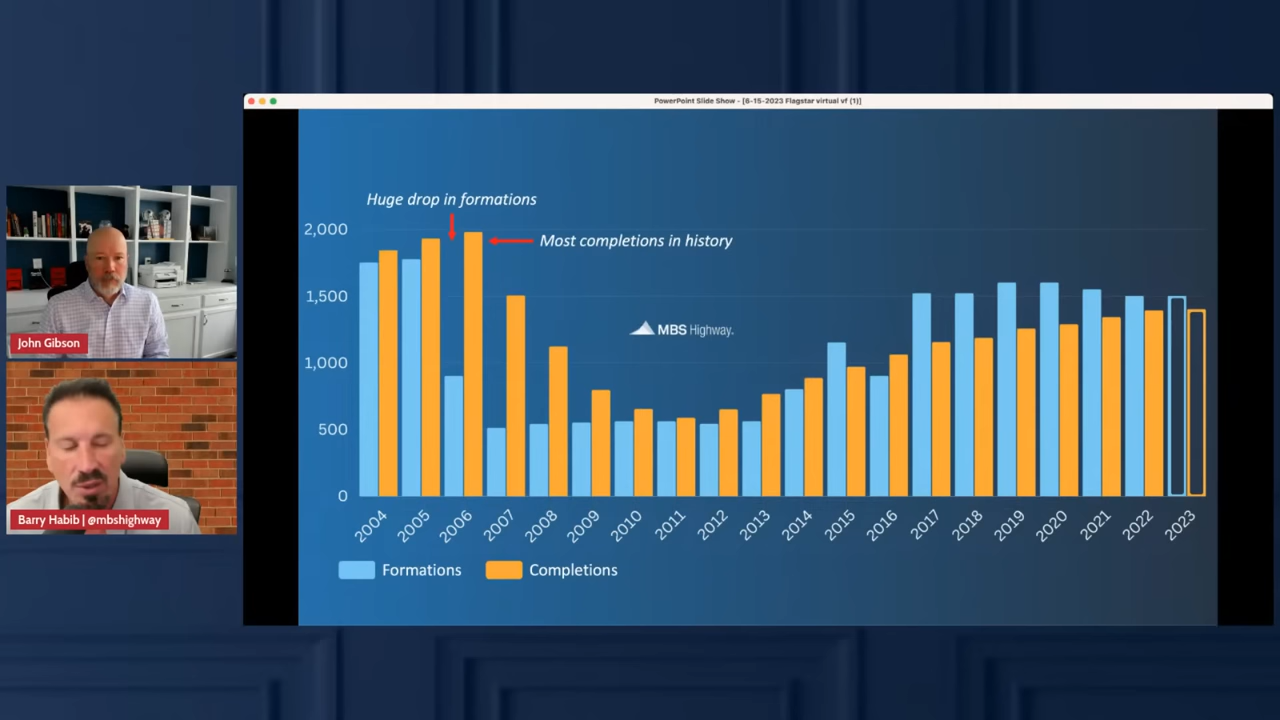 PowerPoint Slide Show - [6-15-2023 Flagstar virtual vf (1)]
Huge drop in formations
Most completions in history
2,000
1,500
1,000
500
0
MBS Highway.
2004 2005 2006 2007 2008 2009 2010 2011 2012 2013 2014 2015 2016 2017 2018 2019 2020 2021 2022 2023
Formations Completions
John Gibson
Barry Habib | @mbshighway